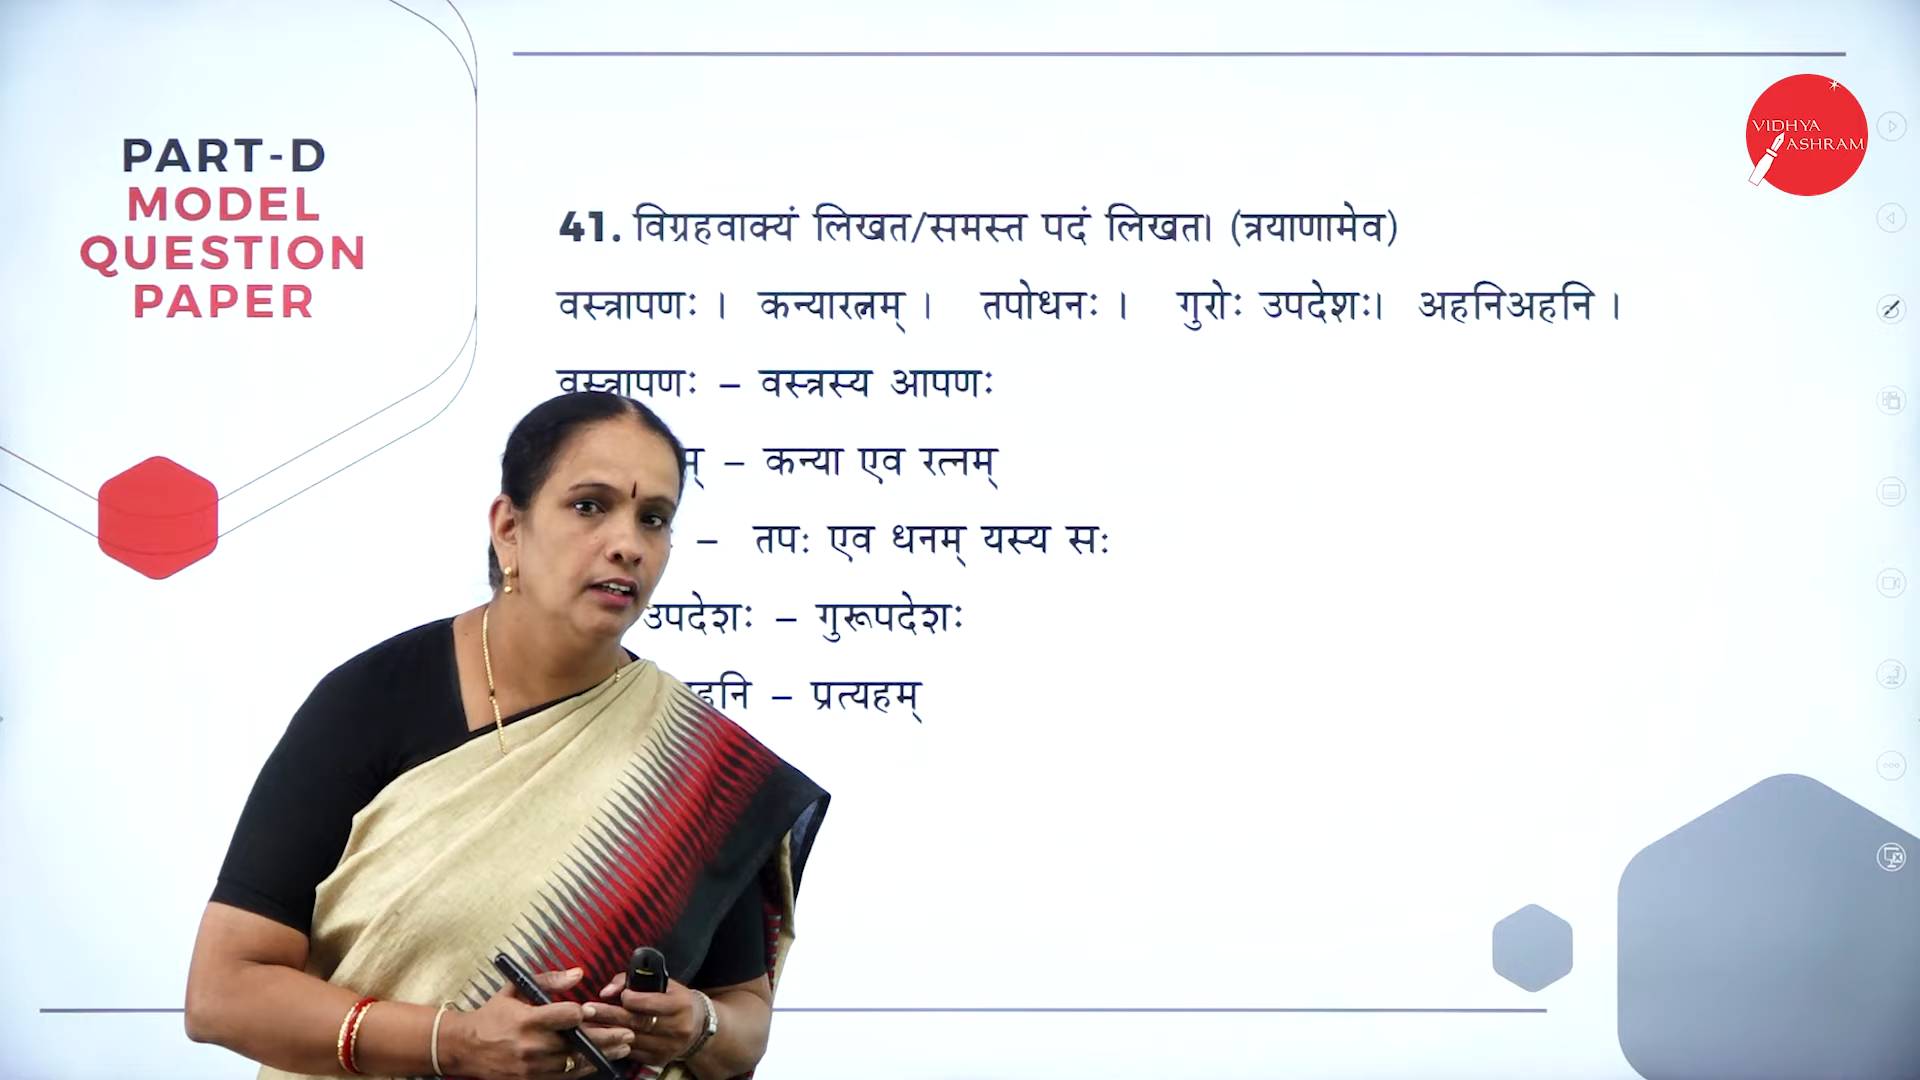 PART-D
MODEL
QUESTION
PAPER
VIDHYA
ASHRAM
41. विग्रहवाक्यं लिखत/समस्त पदं लिखत। (त्रयाणामेव)
वस्त्रापणः । कन्यारत्नम् । तपोधनः । गुरोः उपदेशः। अहनिअहनि ।
वस्त्रापणः – वस्त्रस्य आपणः
– कन्या एव रत्नम्
– तपः एव धनम् यस्य सः
उपदेशः – गुरूपदेशः
– प्रत्यहम्